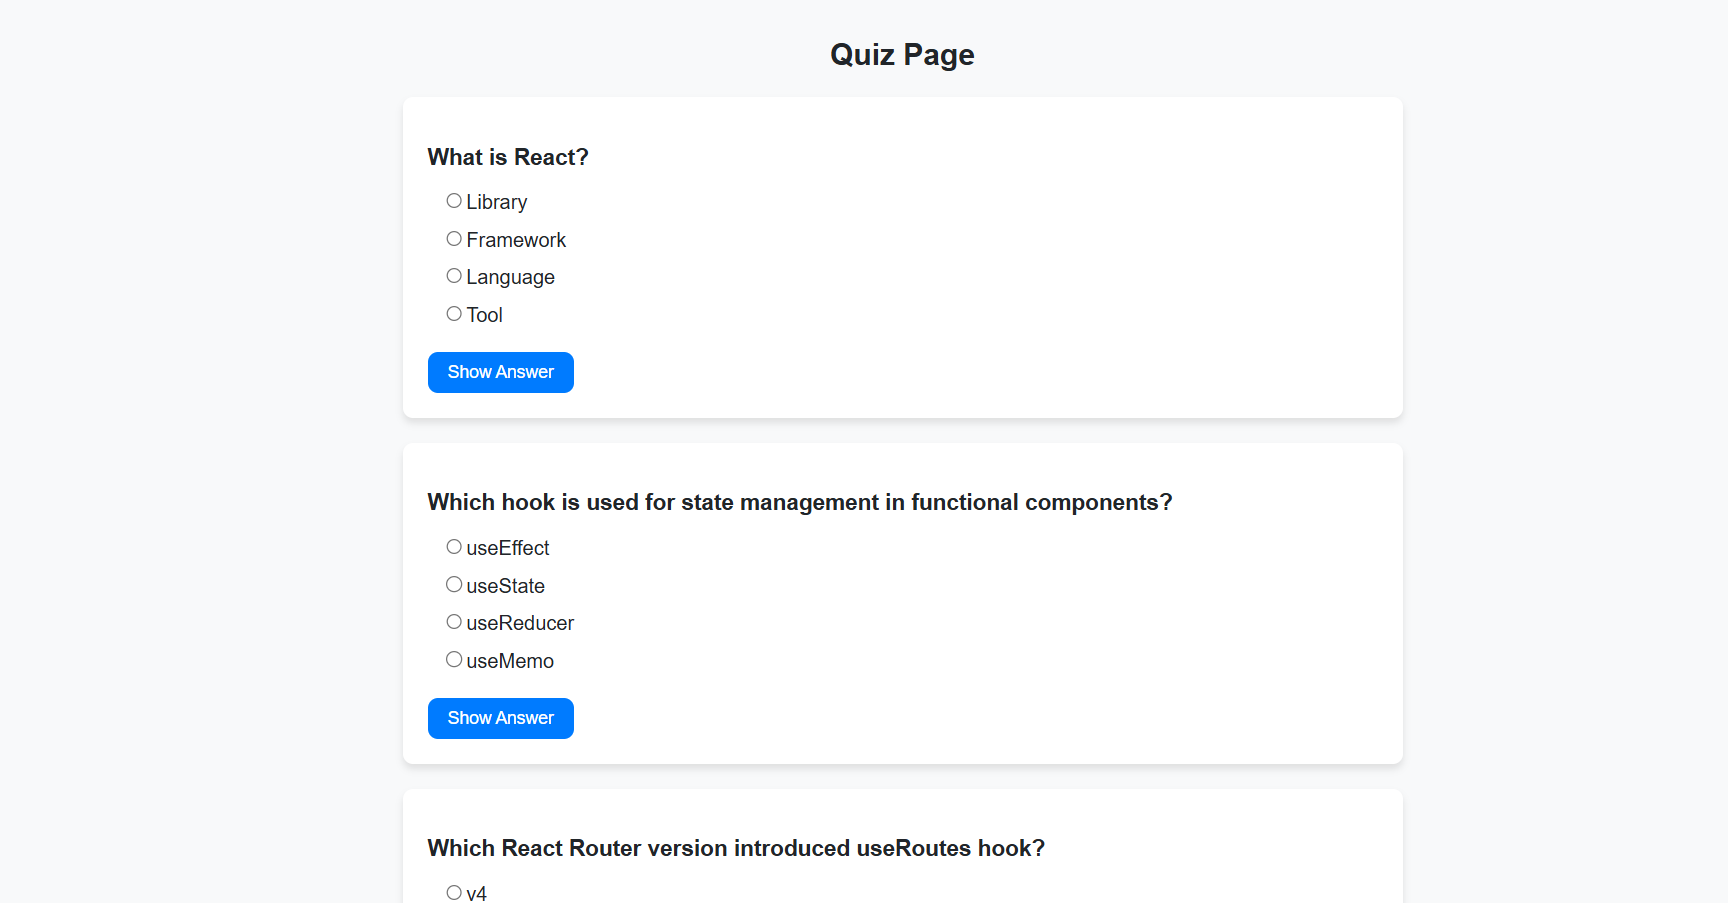 Quiz Page
What is React?
Library
Framework
Language
Tool
Show Answer
Which hook is used for state management in functional components?
useEffect
useState
useReducer
useMemo
Show Answer
Which React Router version introduced useRoutes hook?
v4